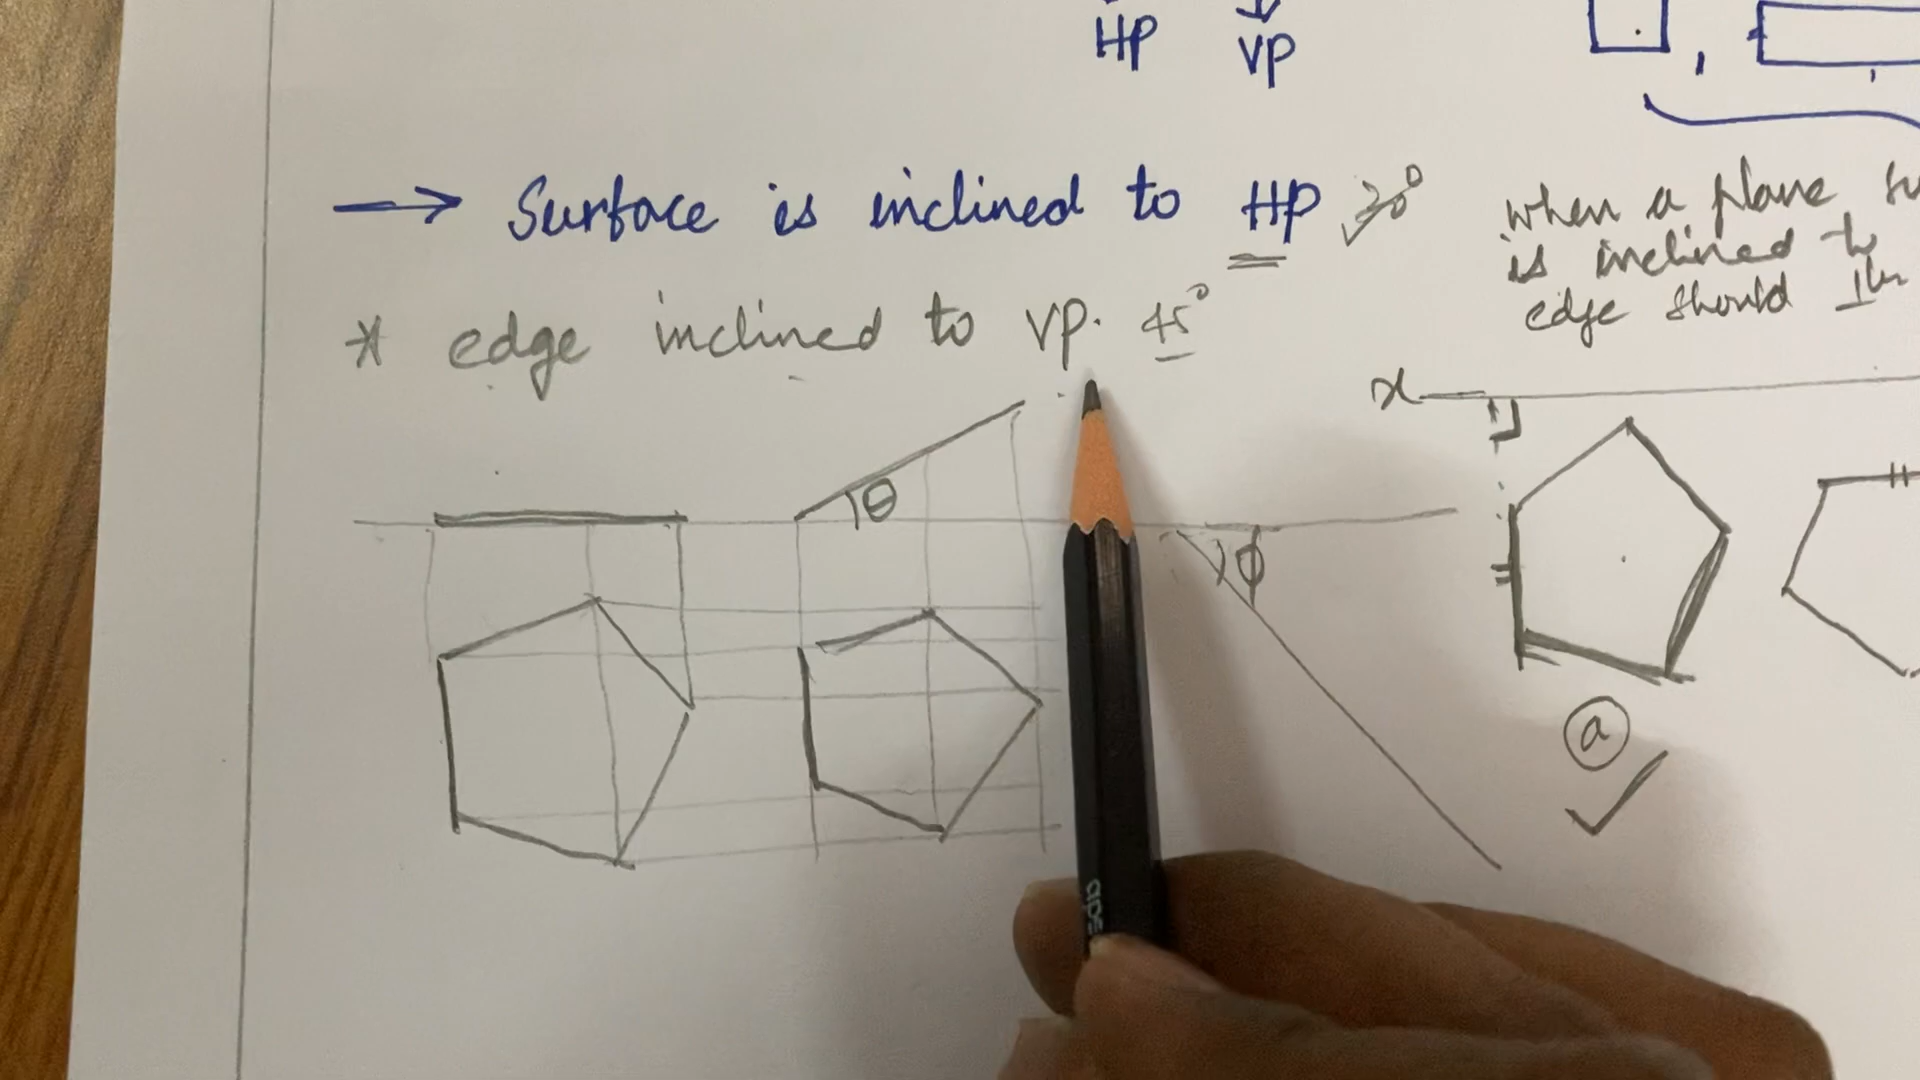 HP VP
→ Surface is inclined to HP 30°
* edge inclined to VP. 45°
when a plane
is inclined to
edge should ⊥lar
x
θ
ϕ
a